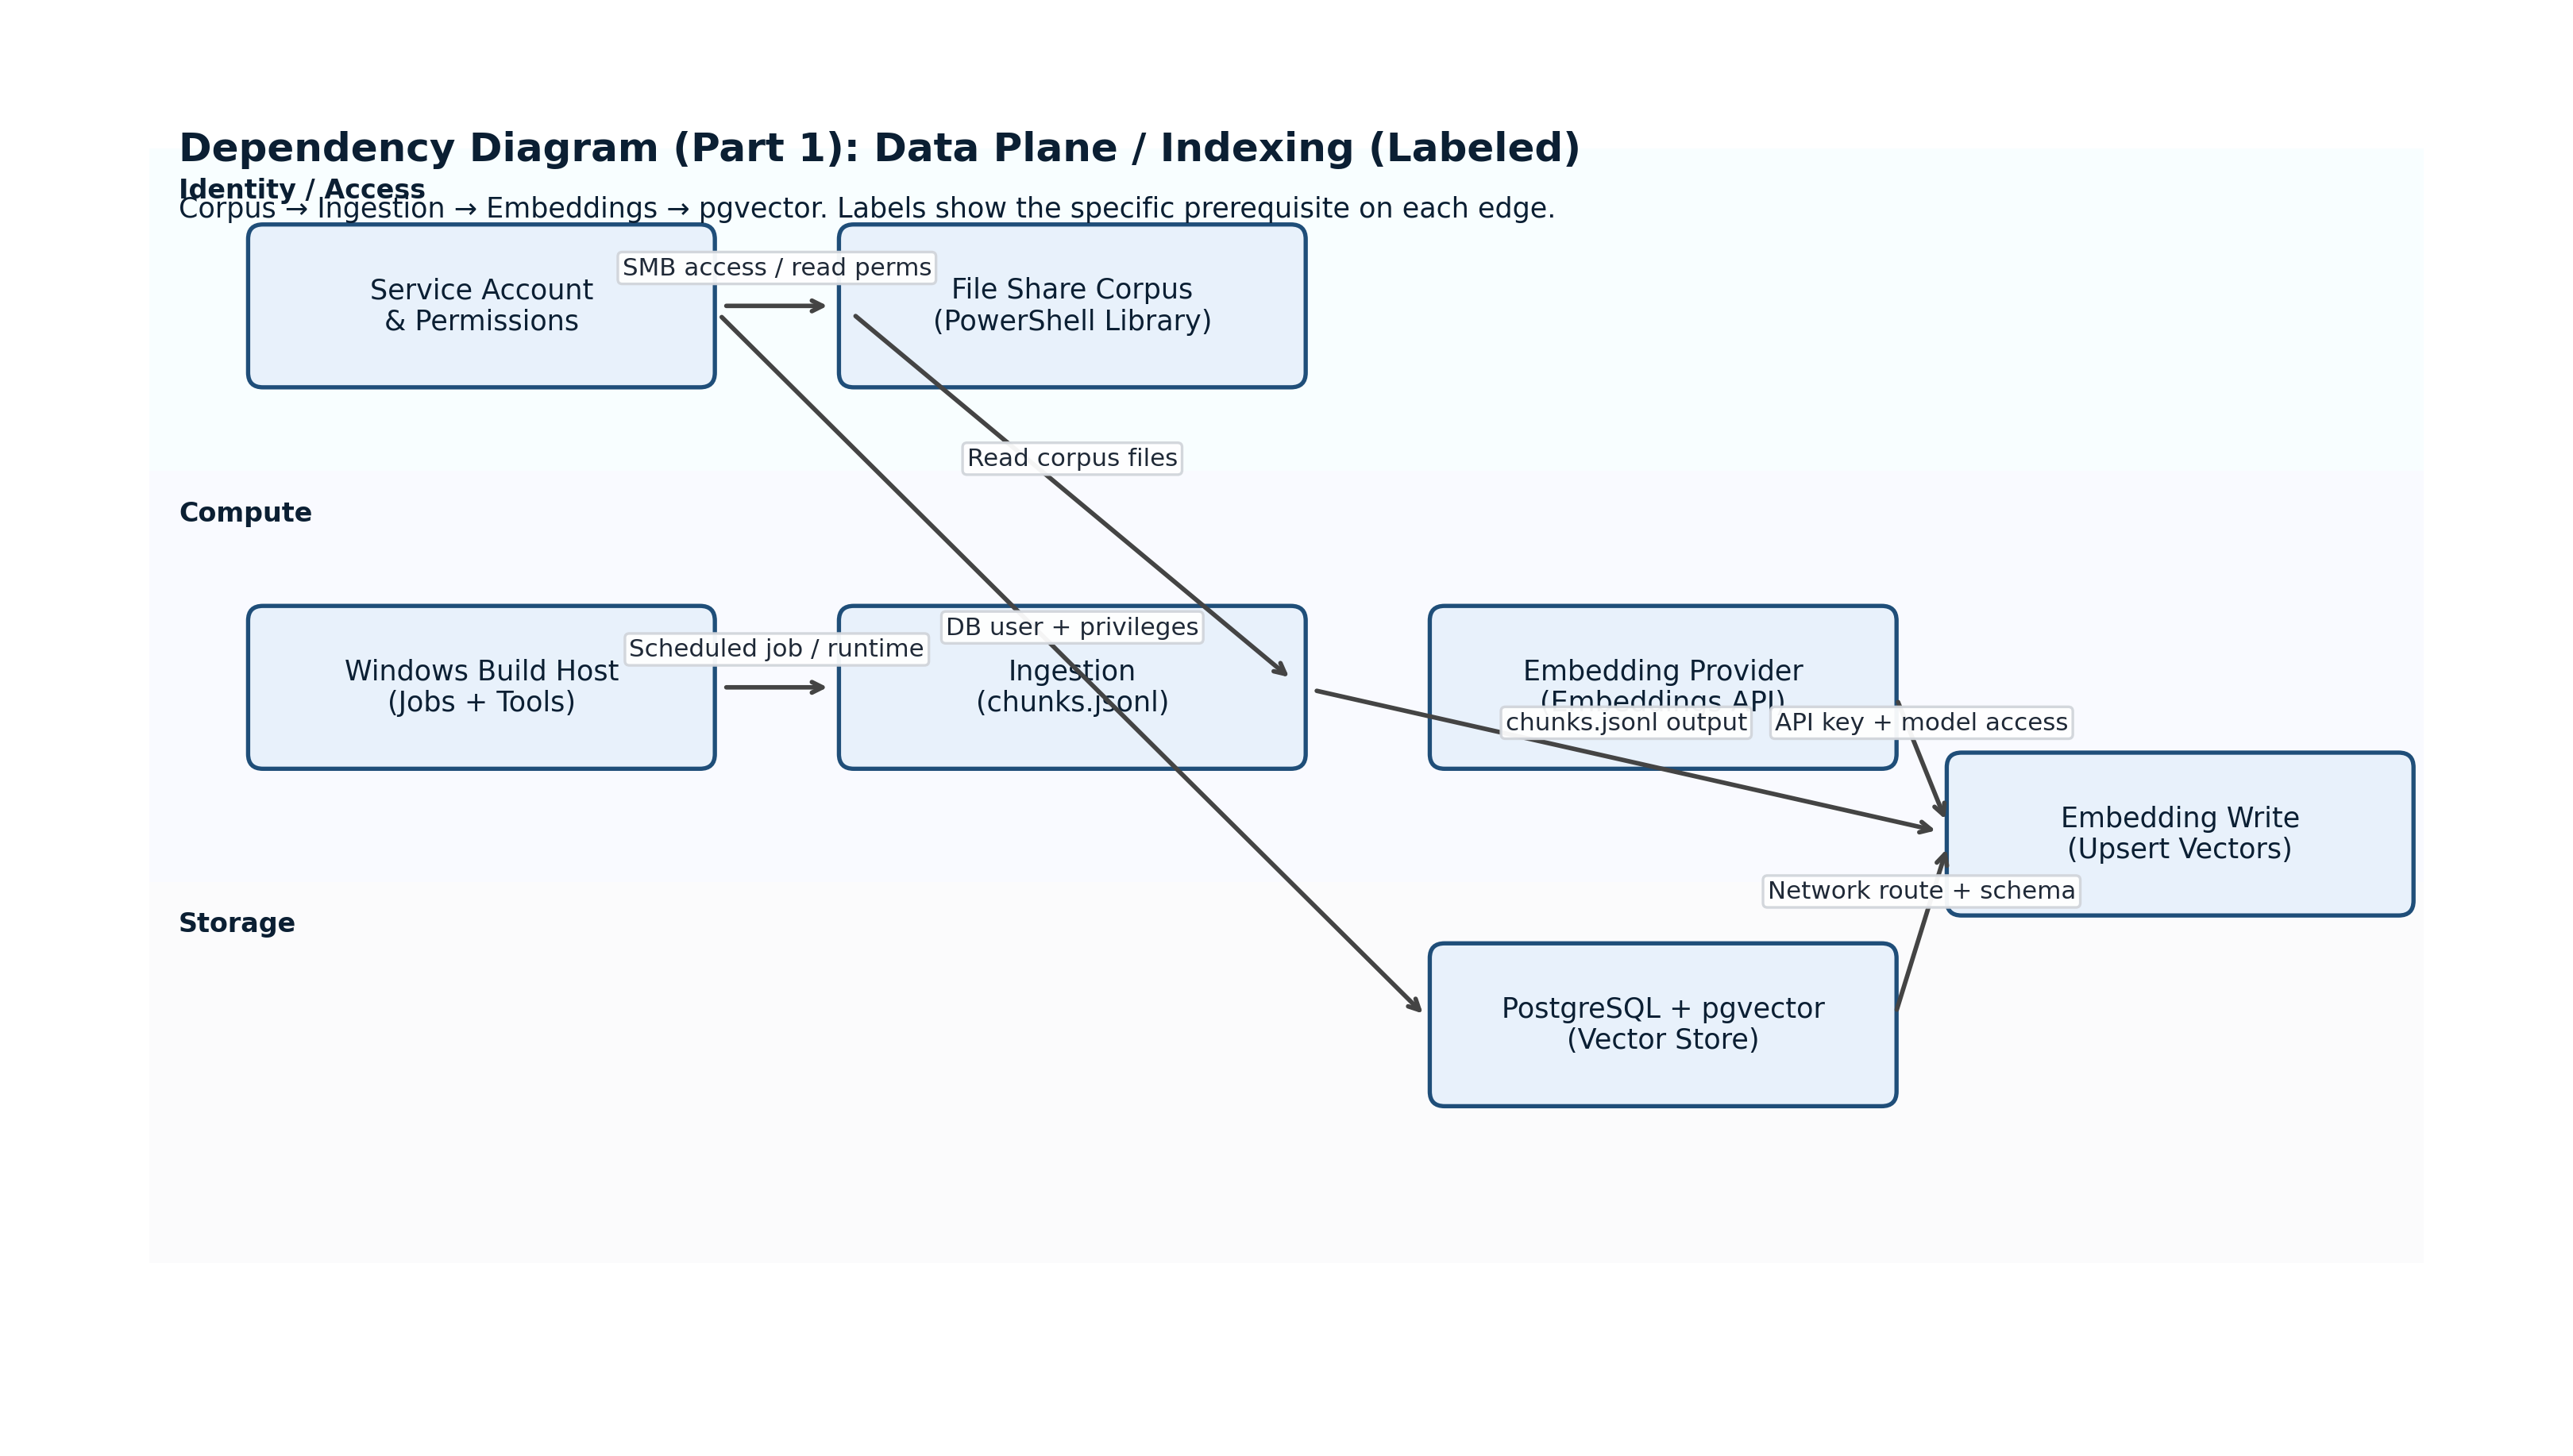 Dependency Diagram (Part 1): Data Plane / Indexing (Labeled)
Identity / Access
Corpus → Ingestion → Embeddings → pgvector. Labels show the specific prerequisite on each edge.
SMB access / read perms
Service Account
& Permissions
File Share Corpus
(PowerShell Library)
Read corpus files
Compute
DB user + privileges
Scheduled job / runtime
Windows Build Host
(Jobs + Tools)
Ingestion
(chunks.jsonl)
Embedding Provider
(Embeddings API)
chunks.jsonl output
API key + model access
Embedding Write
(Upsert Vectors)
Network route + schema
Storage
PostgreSQL + pgvector
(Vector Store)